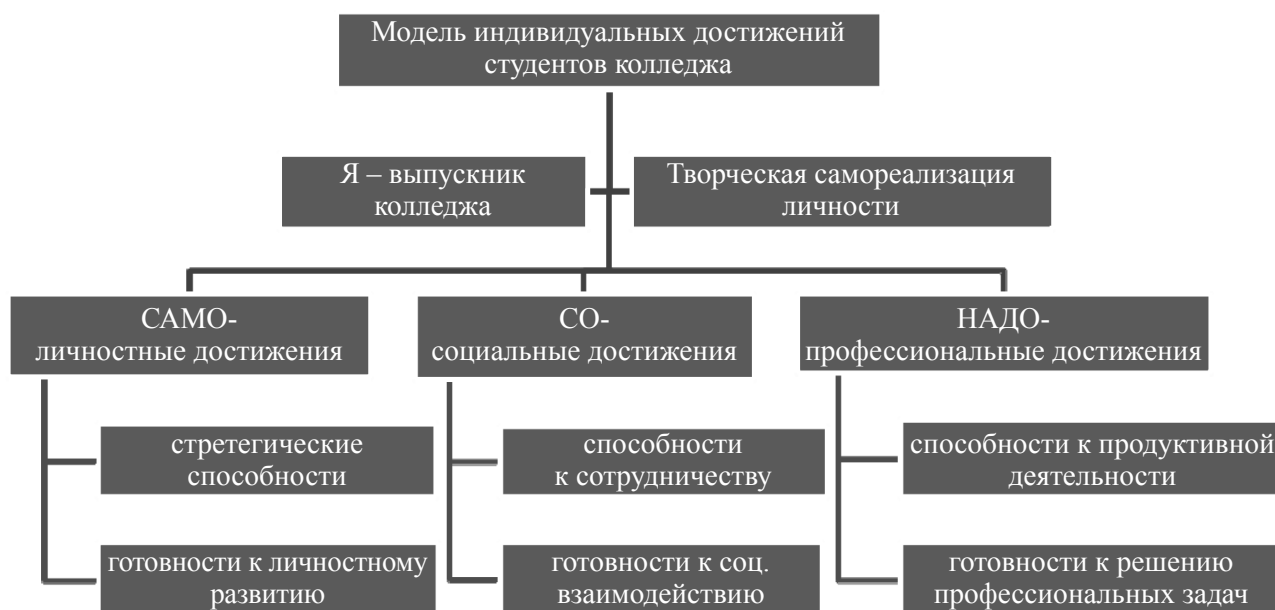 Модель индивидуальных достижений
студентов колледжа
Я – выпускник
колледжа
Творческая самореализация
личности
САМО-
личностные достижения
СО-
социальные достижения
НАДО-
профессиональные достижения
стретегические
способности
способности
к сотрудничеству
способности к продуктивной
деятельности
готовности к личностному
развитию
готовности к соц.
взаимодействию
готовности к решению
профессиональных задач